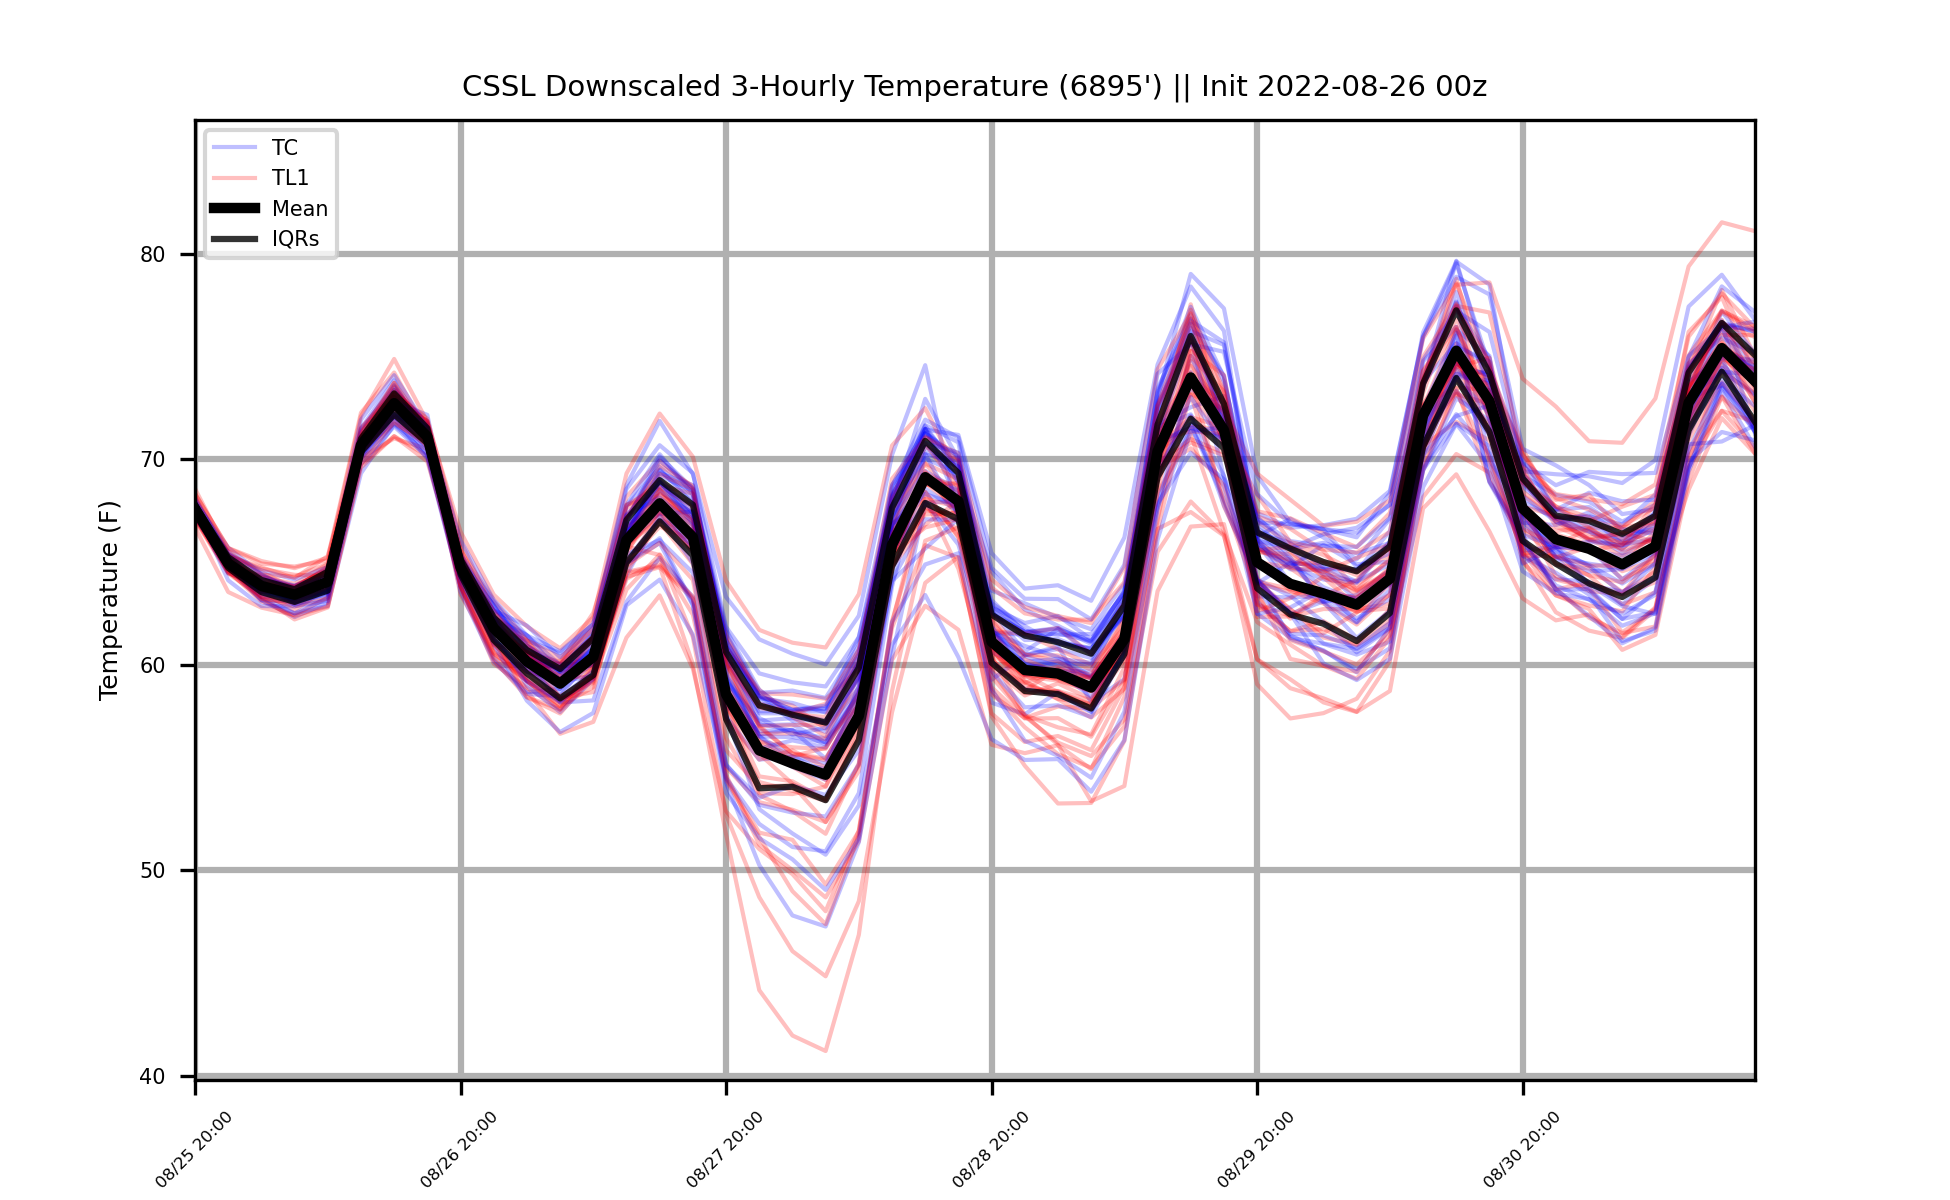 CSSL Downscaled 3-Hourly Temperature (6895') || Init 2022-08-26 00z
TC
TL1
Mean
IQRs
Temperature (F)
80
70
60
50
40
08/25 20:00
08/26 20:00
08/27 20:00
08/28 20:00
08/29 20:00
08/30 20:00